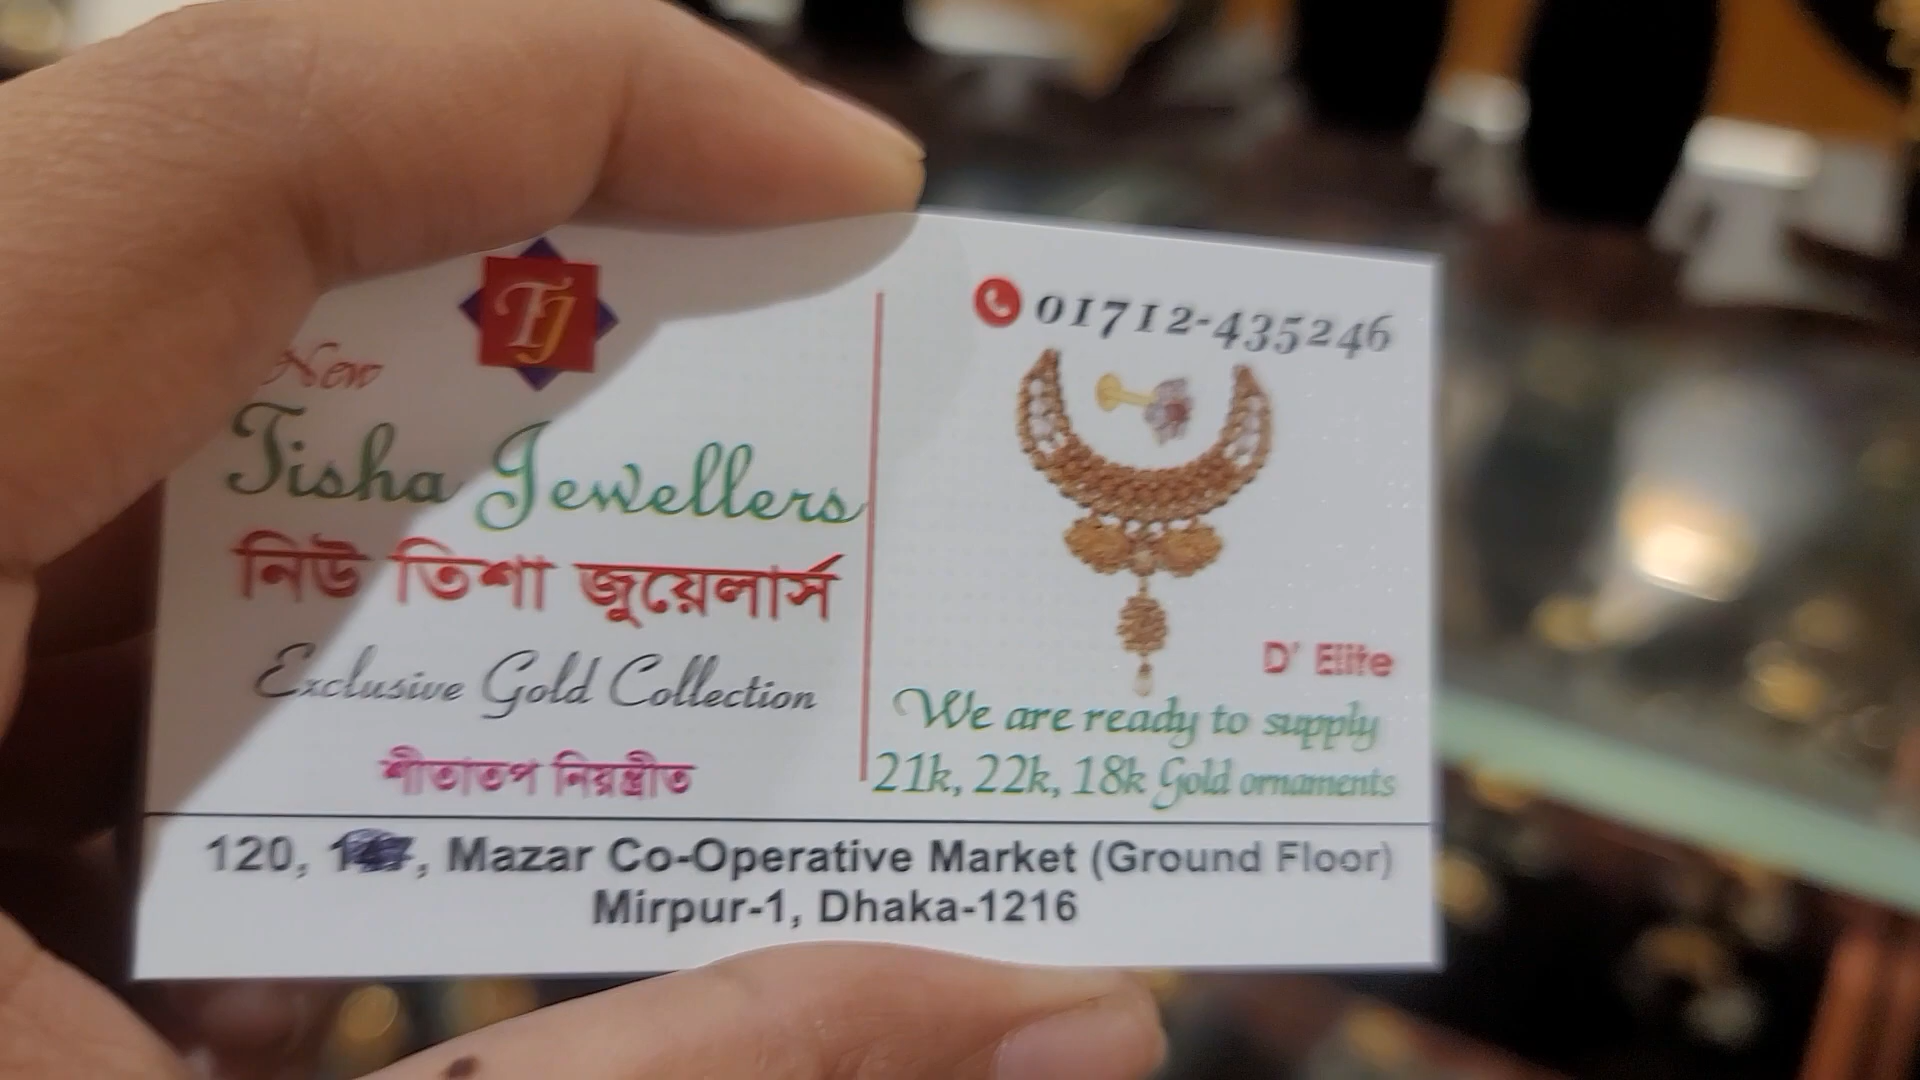 TJ
New
Tisha Jewellers
নিউ তিশা জুয়েলার্স
Exclusive Gold Collection
শীতাতপ নিয়ন্ত্রীত
01712-435246
D' Elite
We are ready to supply
21k, 22k, 18k Gold ornaments
120, , Mazar Co-Operative Market (Ground Floor)
Mirpur-1, Dhaka-1216